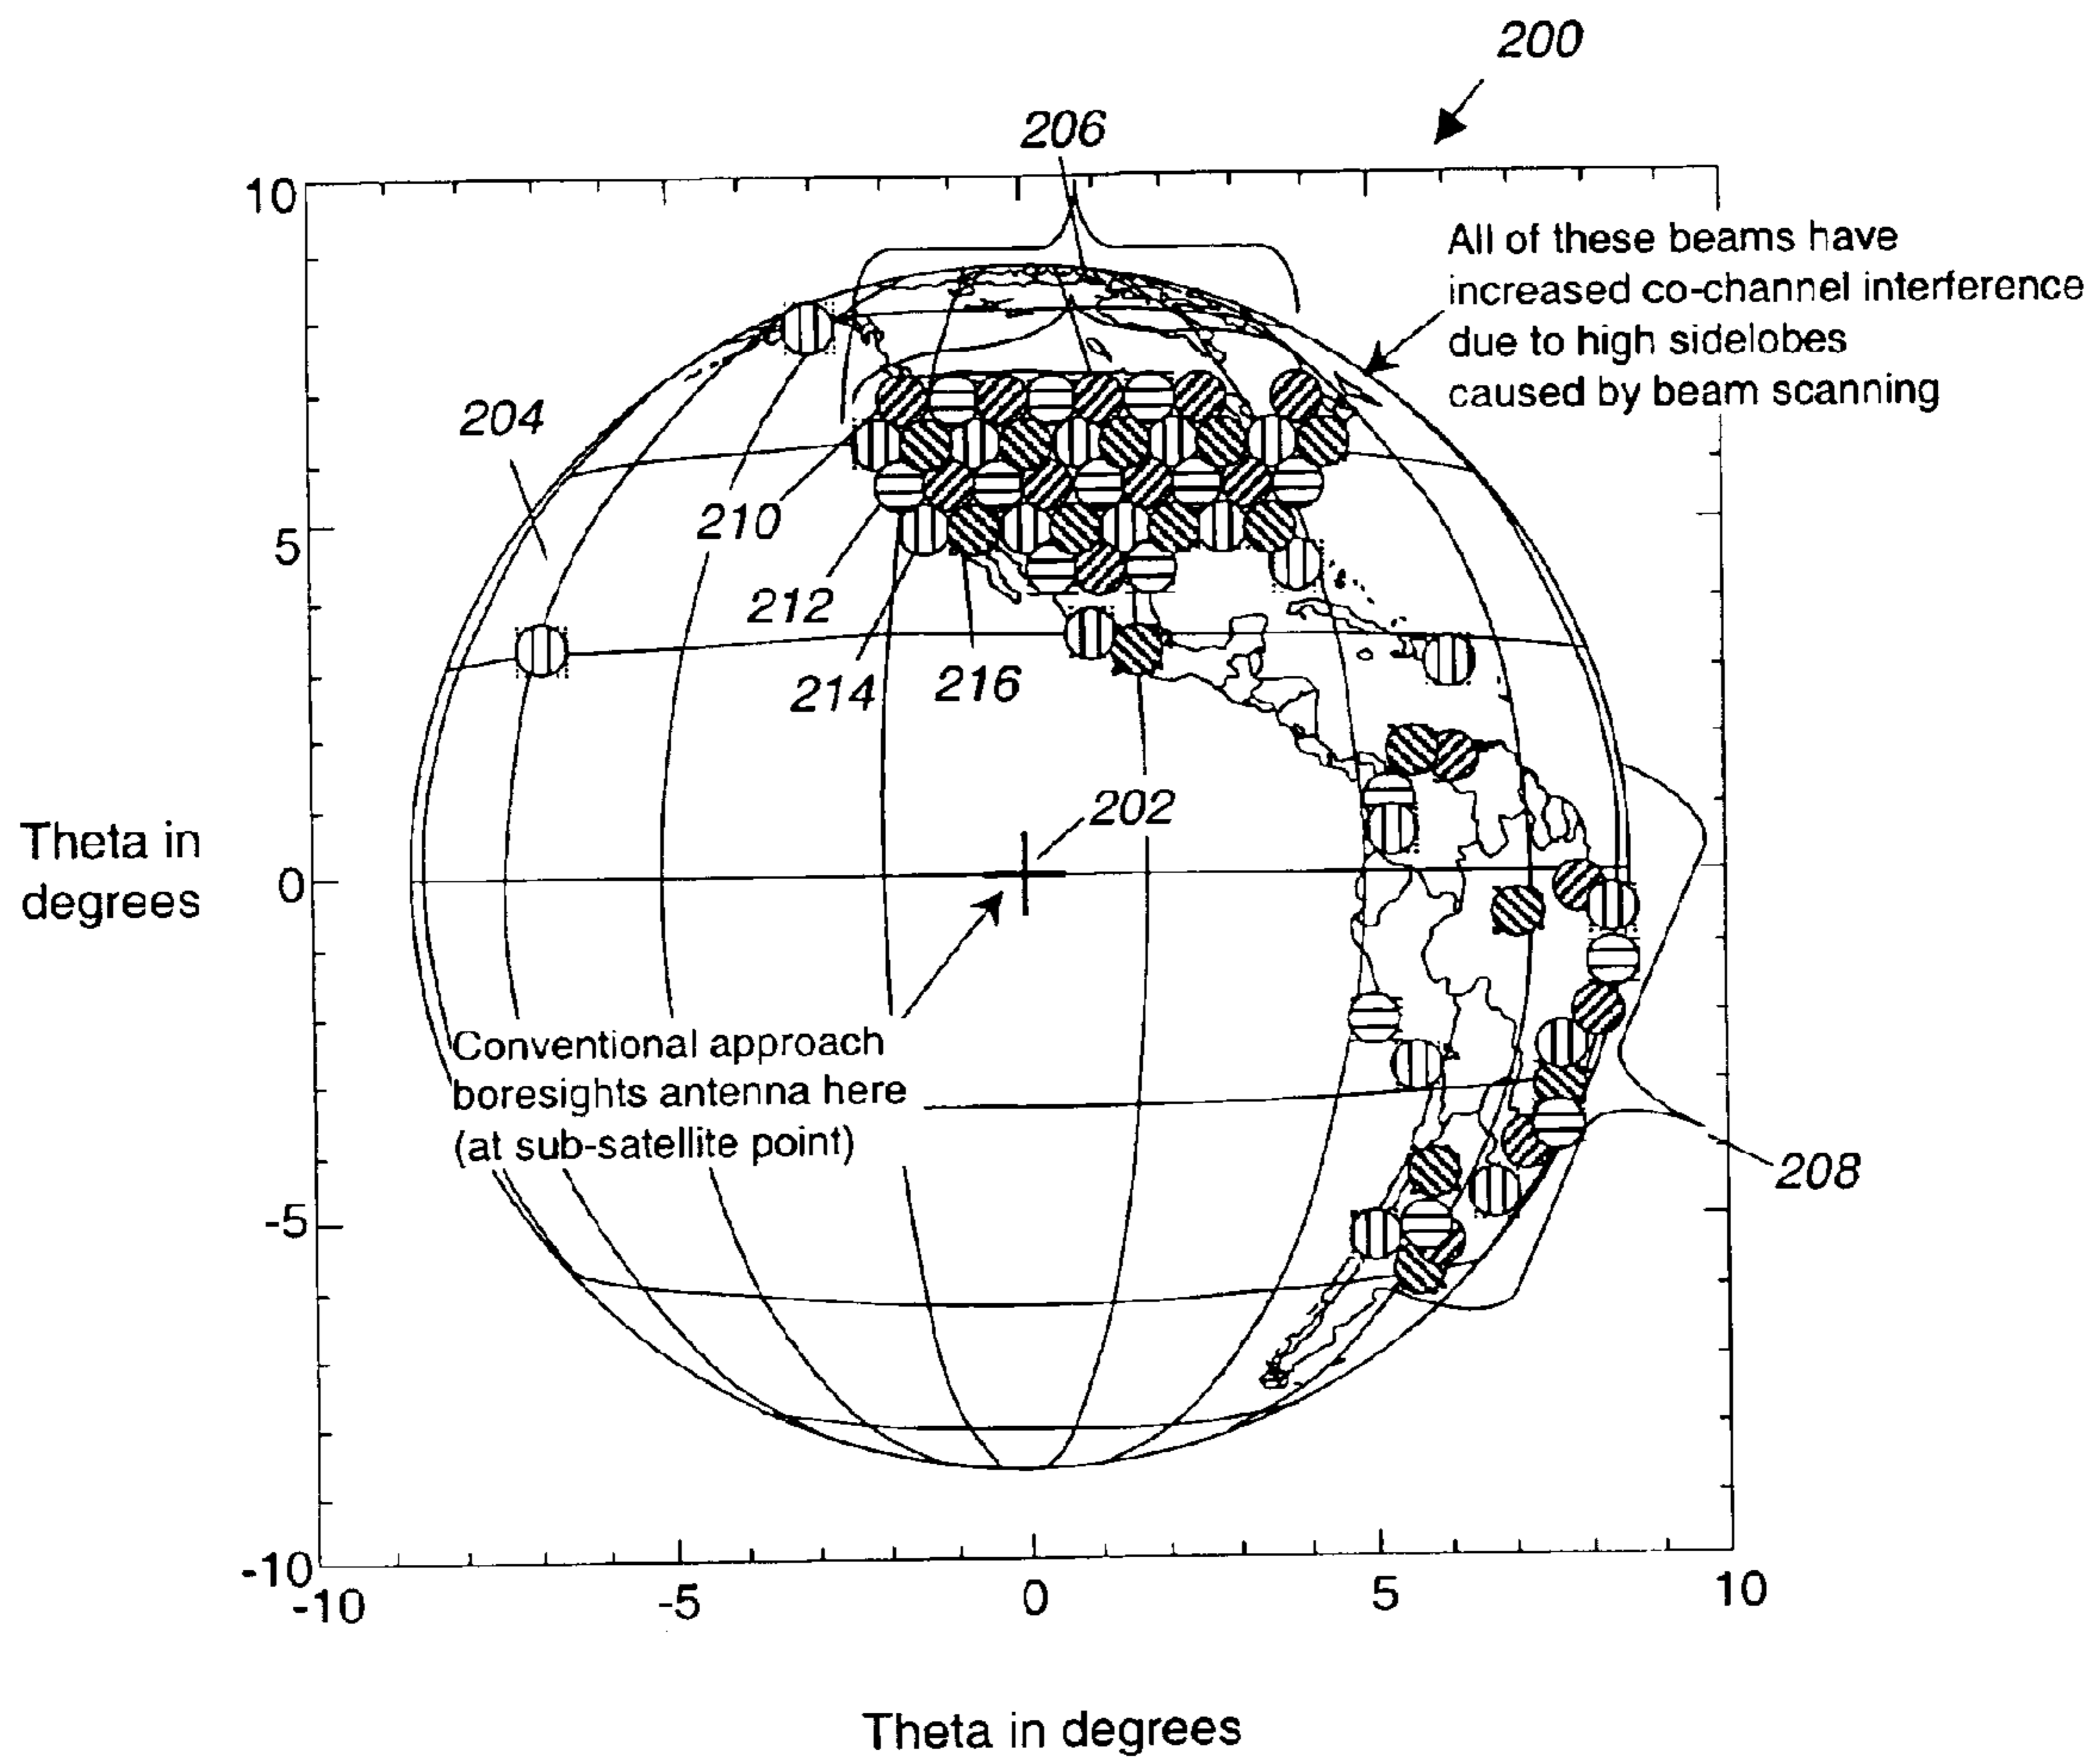 200
206
10
All of these beams have
increased co-channel interference
due to high sidelobes
caused by beam scanning
204
210
5
212
214
216
202
Theta in
degrees
0
Conventional approach
boresights antenna here
(at sub-satellite point)
208
-5
-10
-10
-5
0
5
10
Theta in degrees